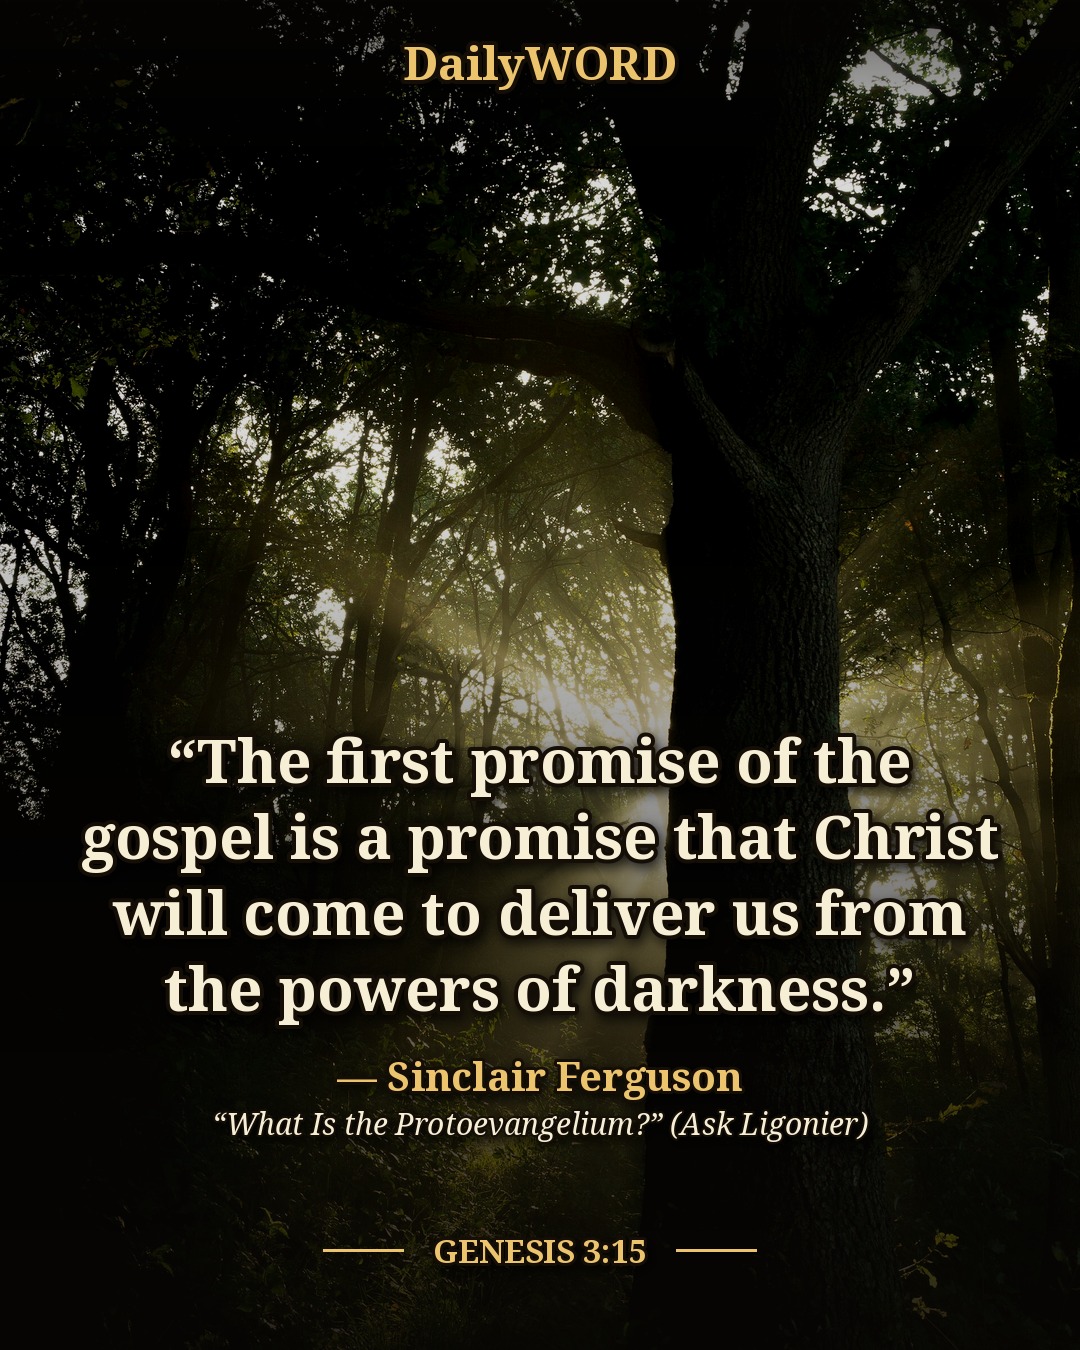 DailyWORD
“The first promise of the
gospel is a promise that Christ
will come to deliver us from
the powers of darkness.”
— Sinclair Ferguson
“What Is the Protoevangelium?” (Ask Ligonier)
GENESIS 3:15